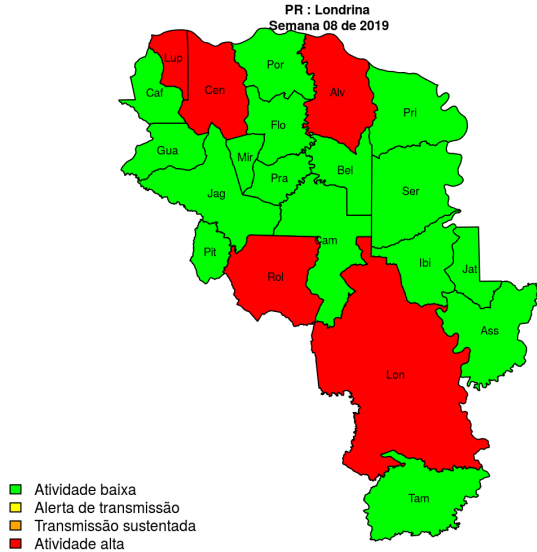 PR : Londrina
Semana 08 de 2019
Lup
Por
Caf
Cen
Alv
Pri
Flo
Gua
Mir
Bel
Pra
Jag
Ser
Cam
Pit
Ibi
Jat
Rol
Ass
Lon
Tam
Atividade baixa
Alerta de transmissão
Transmissão sustentada
Atividade alta